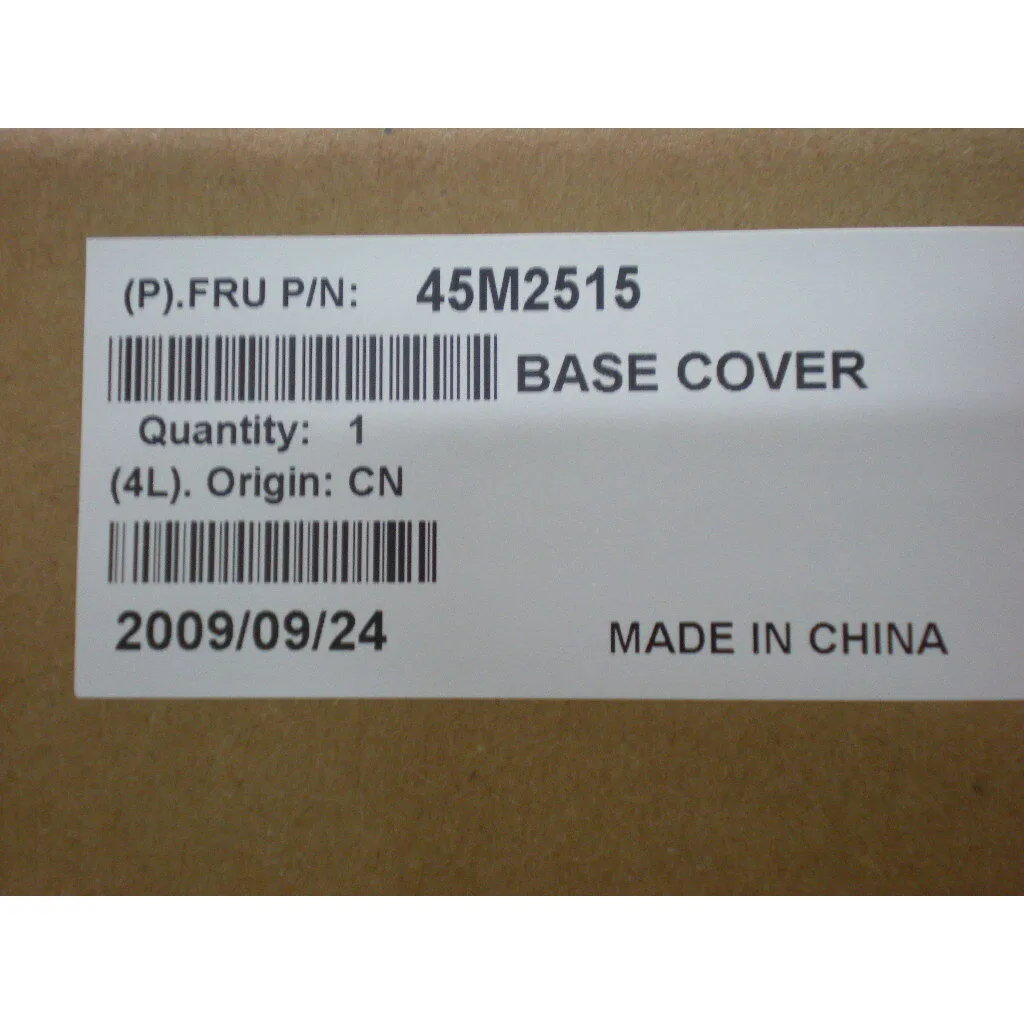 (P).FRU P/N: 45M2515
BASE COVER
Quantity: 1
(4L). Origin: CN
2009/09/24
MADE IN CHINA